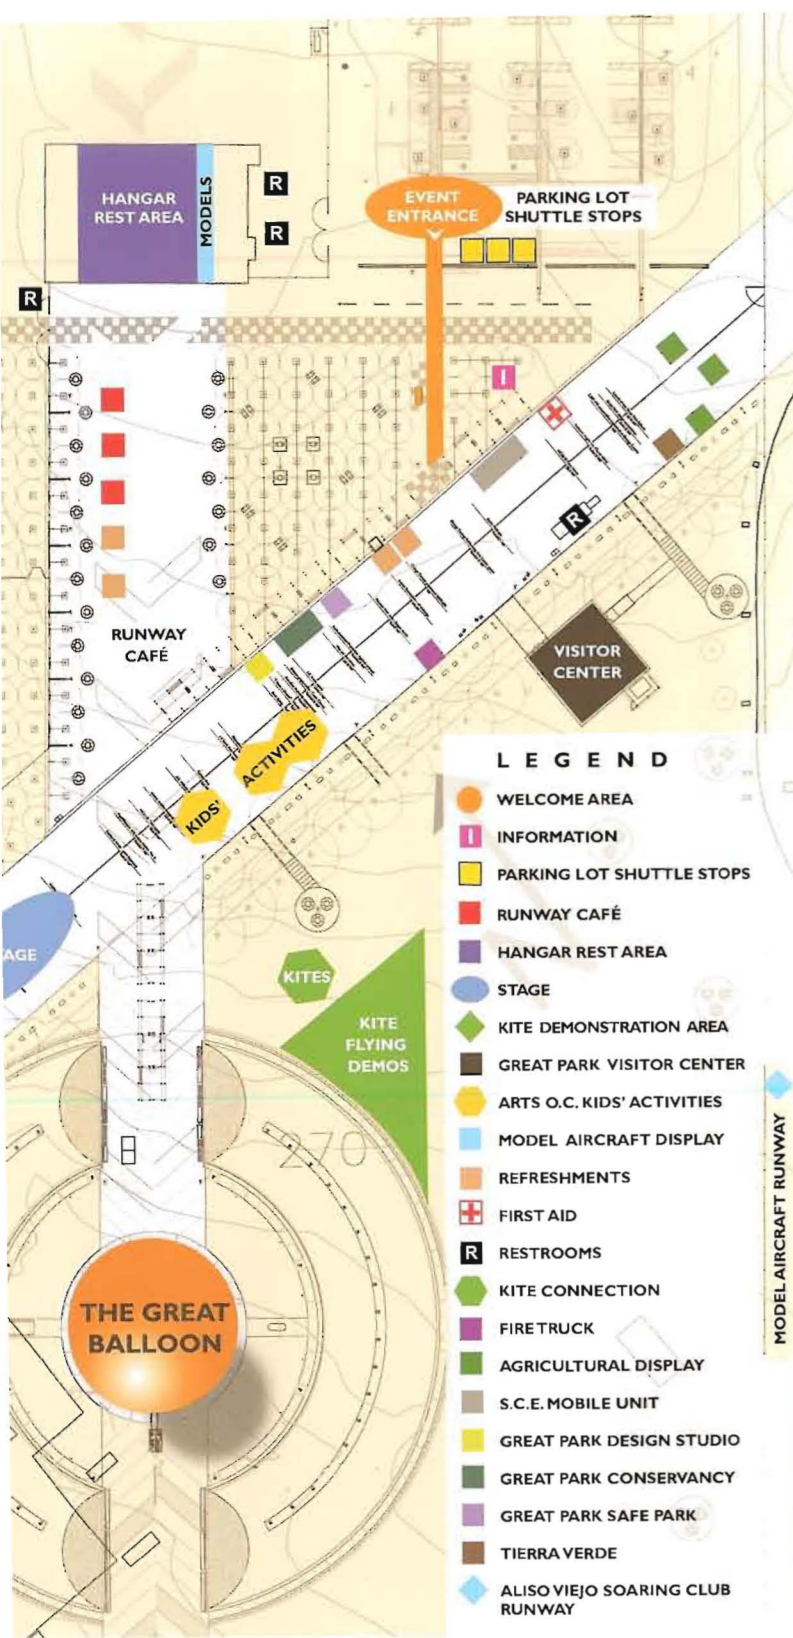 HANGAR
REST AREA
MODELS
R
R
R
EVENT
ENTRANCE
PARKING LOT
SHUTTLE STOPS
I
R
RUNWAY
CAFÉ
VISITOR
CENTER
ACTIVITIES
KIDS'
AGE
KITES
KITE
FLYING
DEMOS
270
THE GREAT
BALLOON
LEGEND
WELCOME AREA
I INFORMATION
PARKING LOT SHUTTLE STOPS
RUNWAY CAFÉ
HANGAR REST AREA
STAGE
KITE DEMONSTRATION AREA
GREAT PARK VISITOR CENTER
ARTS O.C. KIDS' ACTIVITIES
MODEL AIRCRAFT DISPLAY
REFRESHMENTS
FIRST AID
R RESTROOMS
KITE CONNECTION
FIRE TRUCK
AGRICULTURAL DISPLAY
S.C.E. MOBILE UNIT
GREAT PARK DESIGN STUDIO
GREAT PARK CONSERVANCY
GREAT PARK SAFE PARK
TIERRA VERDE
ALISO VIEJO SOARING CLUB
RUNWAY
MODEL AIRCRAFT RUNWAY